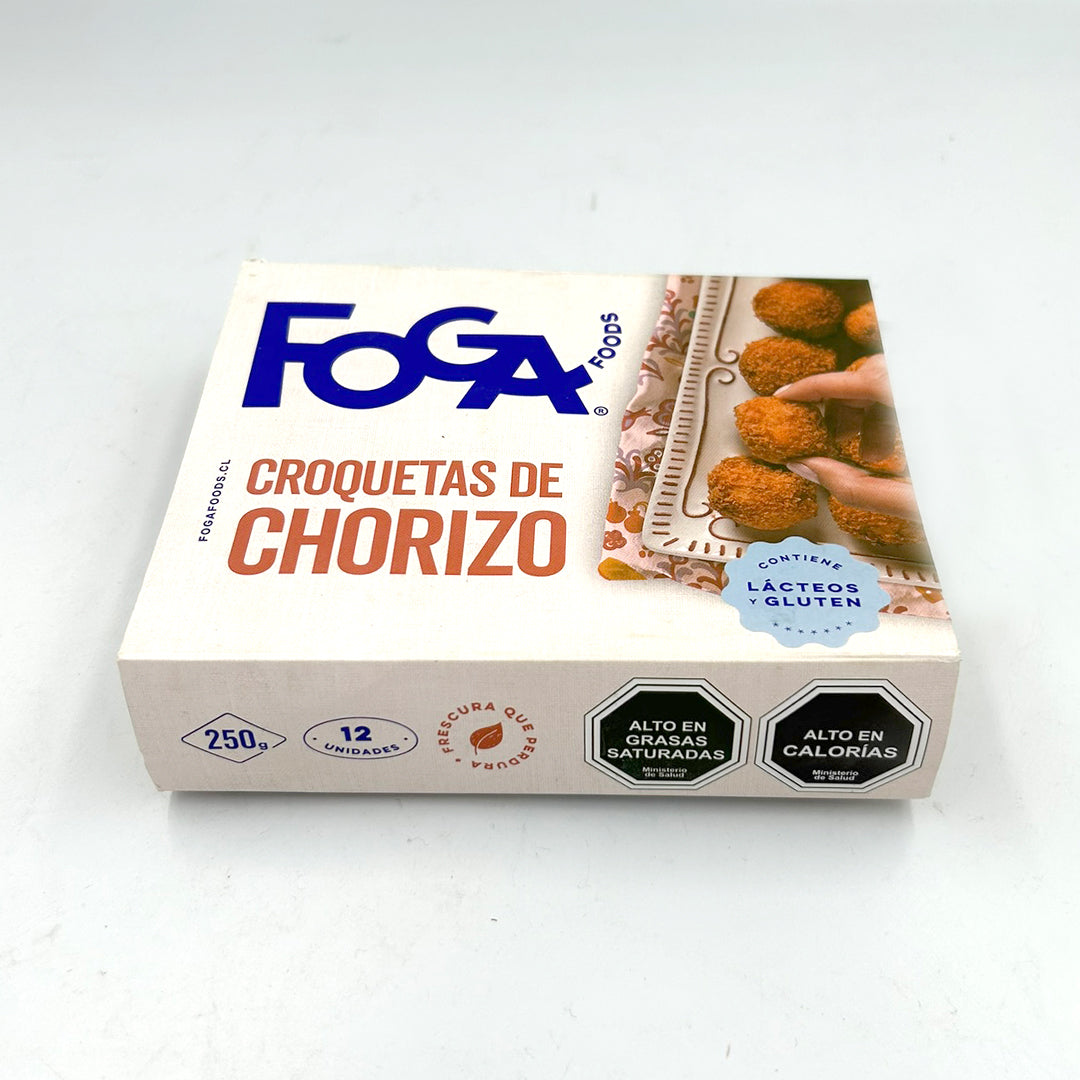 FOGA
FOODS
®
FOGAFOODS.CL
CROQUETAS DE
CHORIZO
CONTIENE
LÁCTEOS
Y GLUTEN
250g
12
UNIDADES
FRESCURA QUE PERDURA
ALTO EN
GRASAS
SATURADAS
Ministerio
de Salud
ALTO EN
CALORÍAS
Ministerio
de Salud